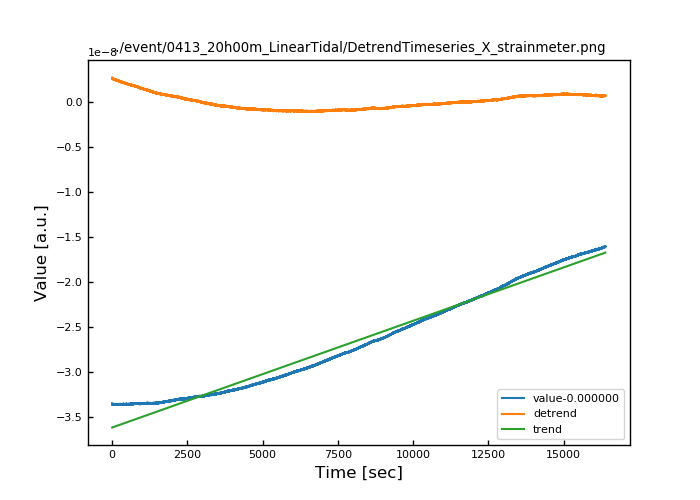 1e−8
./event/0413_20h00m_LinearTidal/DetrendTimeseries_X_strainmeter.png
0.0
−0.5
−1.0
−1.5
−2.0
−2.5
−3.0
−3.5
Value [a.u.]
value-0.000000
detrend
trend
0 2500 5000 7500 10000 12500 15000
Time [sec]